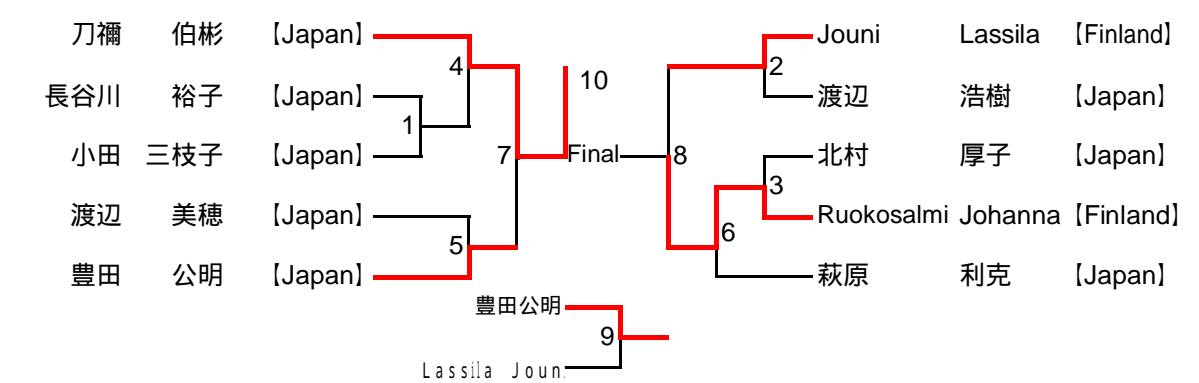 刀禰 伯彬 【Japan】
4
10
Jouni Lassila 【Finland】
2
長谷川 裕子 【Japan】
1
渡辺 浩樹 【Japan】
小田 三枝子 【Japan】
7
Final
8
北村 厚子 【Japan】
3
渡辺 美穂 【Japan】
5
Ruokosalmi Johanna 【Finland】
6
豊田 公明 【Japan】
萩原 利克 【Japan】
豊田公明
9
Lassila Joun